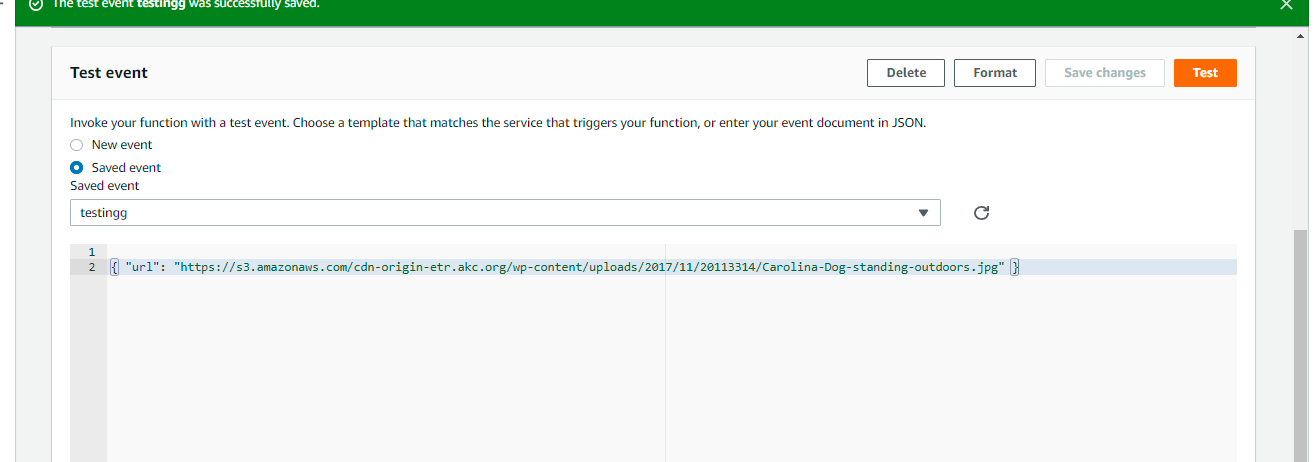 The test event testingg was successfully saved.
Test event
Delete
Format
Save changes
Test
Invoke your function with a test event. Choose a template that matches the service that triggers your function, or enter your event document in JSON.
New event
Saved event
Saved event
testingg
1
2 { "url": "https://s3.amazonaws.com/cdn-origin-etr.akc.org/wp-content/uploads/2017/11/20113314/Carolina-Dog-standing-outdoors.jpg" }